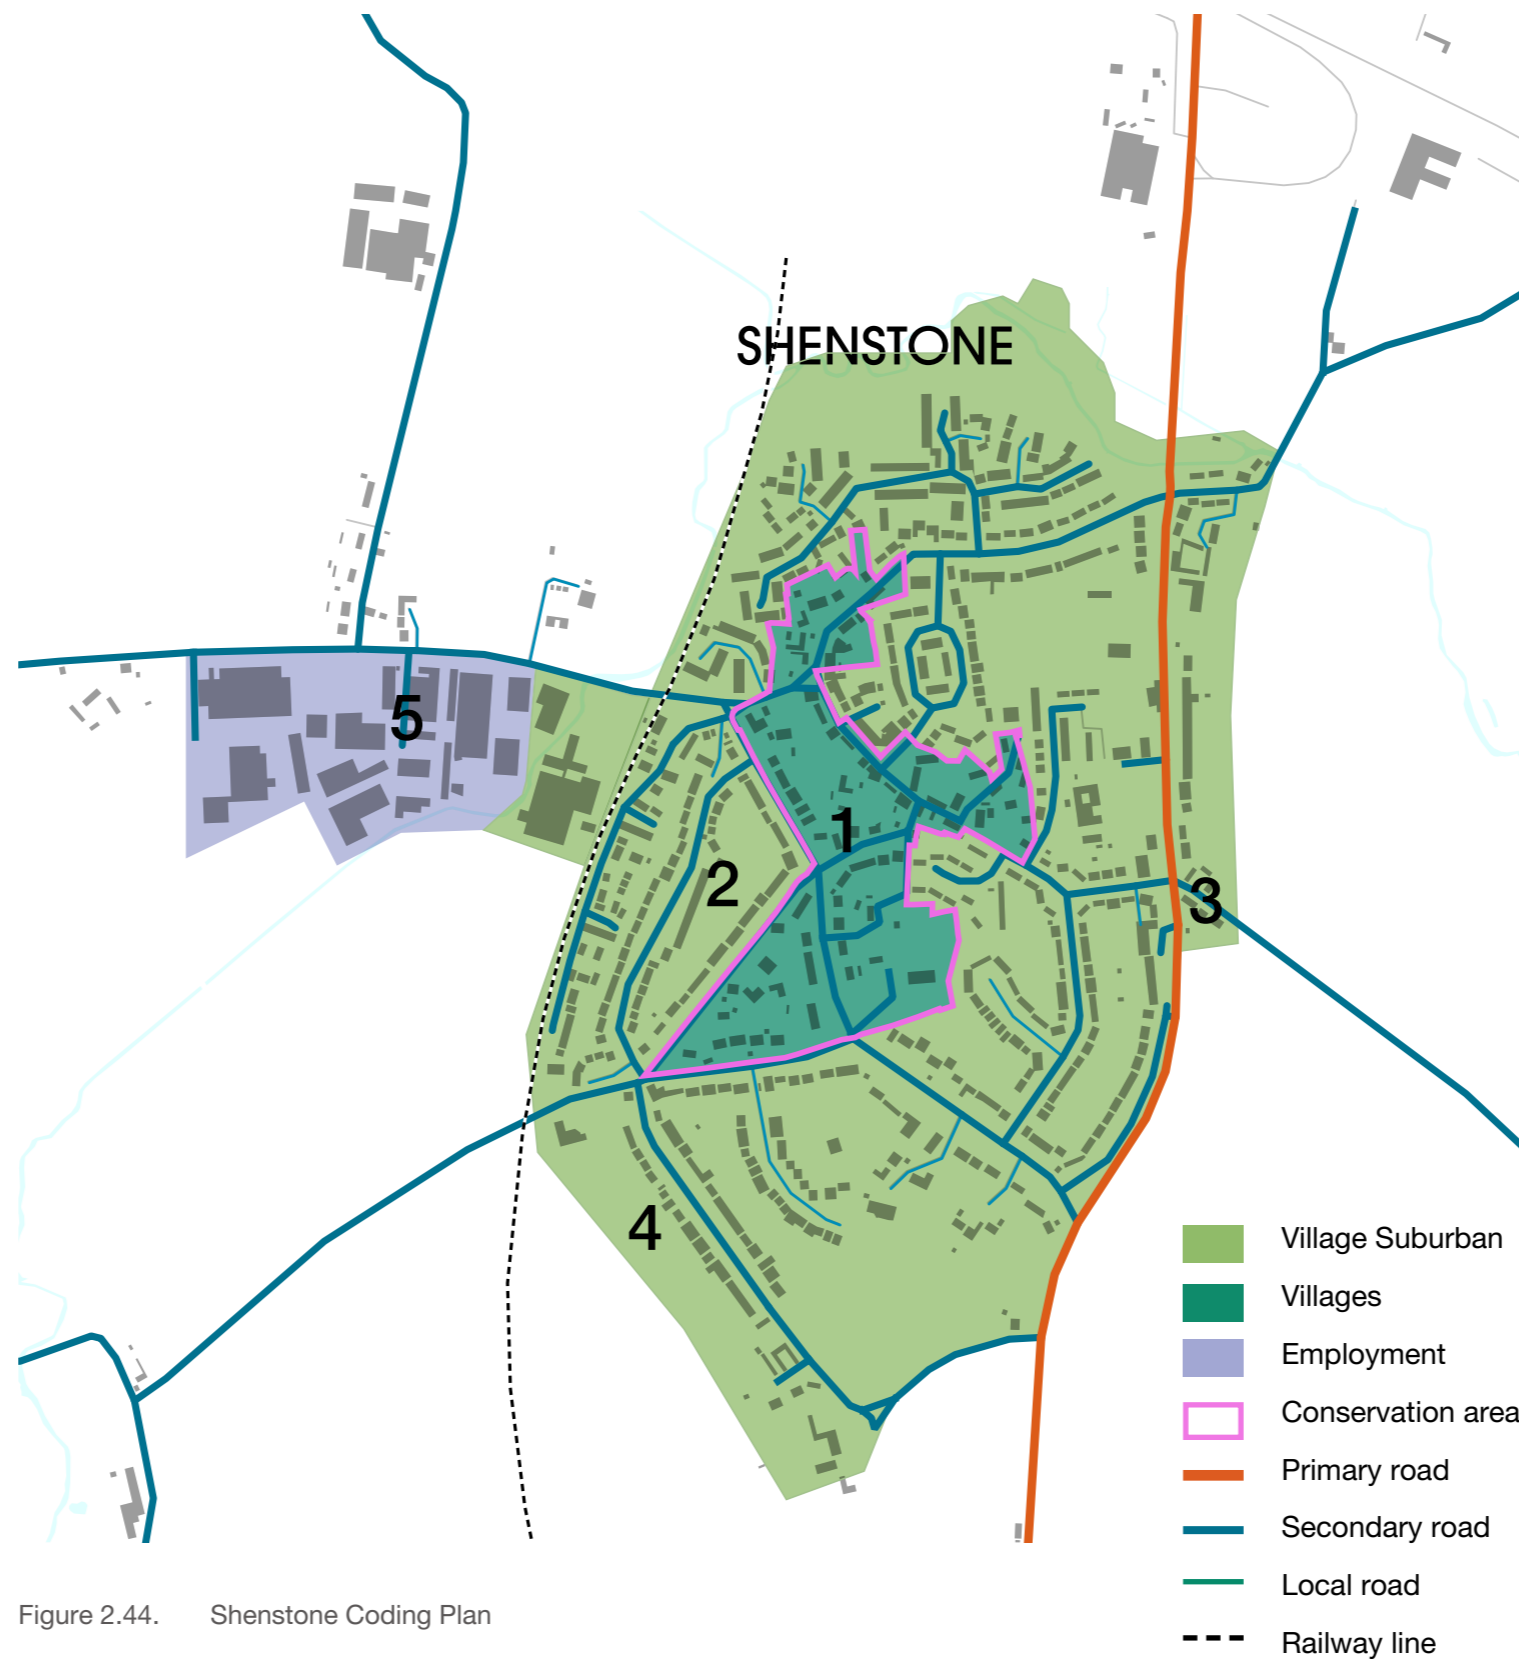 SHENSTONE
5
1
2
3
4
Village Suburban
Villages
Employment
Conservation area
Primary road
Secondary road
Local road
Railway line
Figure 2.44. Shenstone Coding Plan